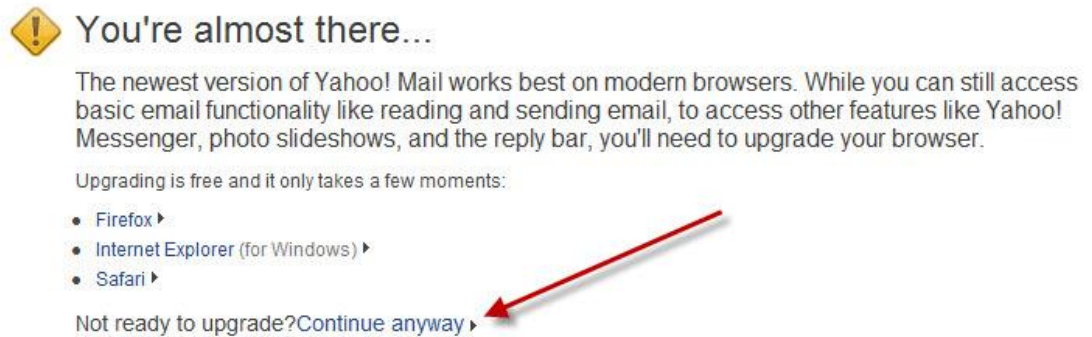 You're almost there...
The newest version of Yahoo! Mail works best on modern browsers. While you can still access
basic email functionality like reading and sending email, to access other features like Yahoo!
Messenger, photo slideshows, and the reply bar, you'll need to upgrade your browser.
Upgrading is free and it only takes a few moments:
• Firefox ▸
• Internet Explorer (for Windows) ▸
• Safari ▸
Not ready to upgrade?Continue anyway ▸